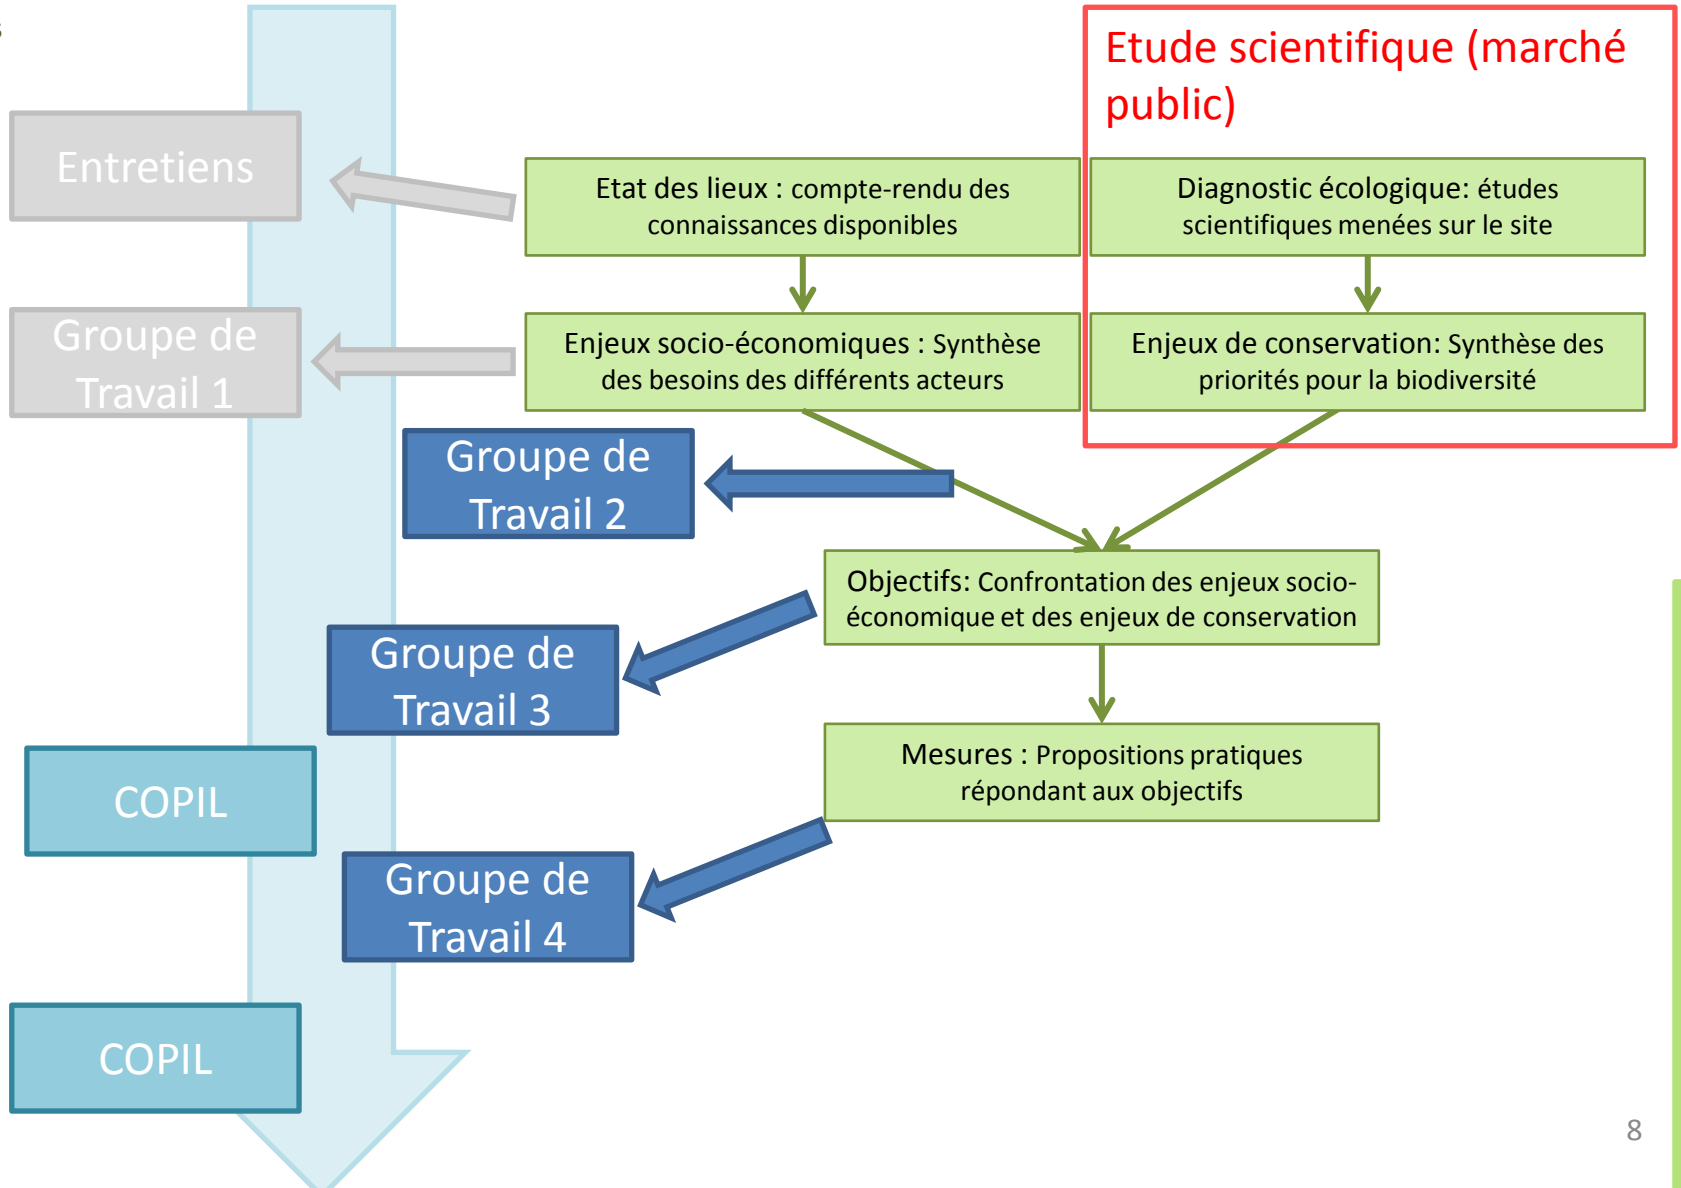 s
Etude scientifique (marché
public)
Entretiens
Etat des lieux : compte-rendu des
connaissances disponibles
Diagnostic écologique: études
scientifiques menées sur le site
Groupe de
Travail 1
Enjeux socio-économiques : Synthèse
des besoins des différents acteurs
Enjeux de conservation: Synthèse des
priorités pour la biodiversité
Groupe de
Travail 2
Objectifs: Confrontation des enjeux socio-
économique et des enjeux de conservation
Groupe de
Travail 3
Mesures : Propositions pratiques
répondant aux objectifs
COPIL
Groupe de
Travail 4
COPIL
8